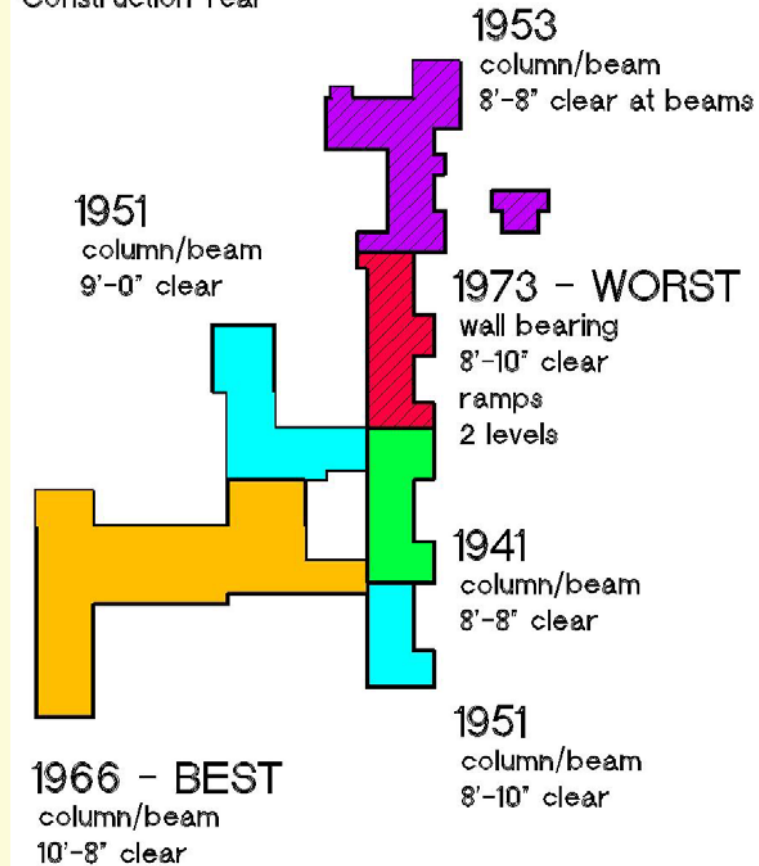 Construction Year
1953
column/beam
8'-8" clear at beams
1951
column/beam
9'-0" clear
1973 - WORST
wall bearing
8'-10" clear
ramps
2 levels
1941
column/beam
8'-8" clear
1951
column/beam
8'-10" clear
1966 - BEST
column/beam
10'-8" clear